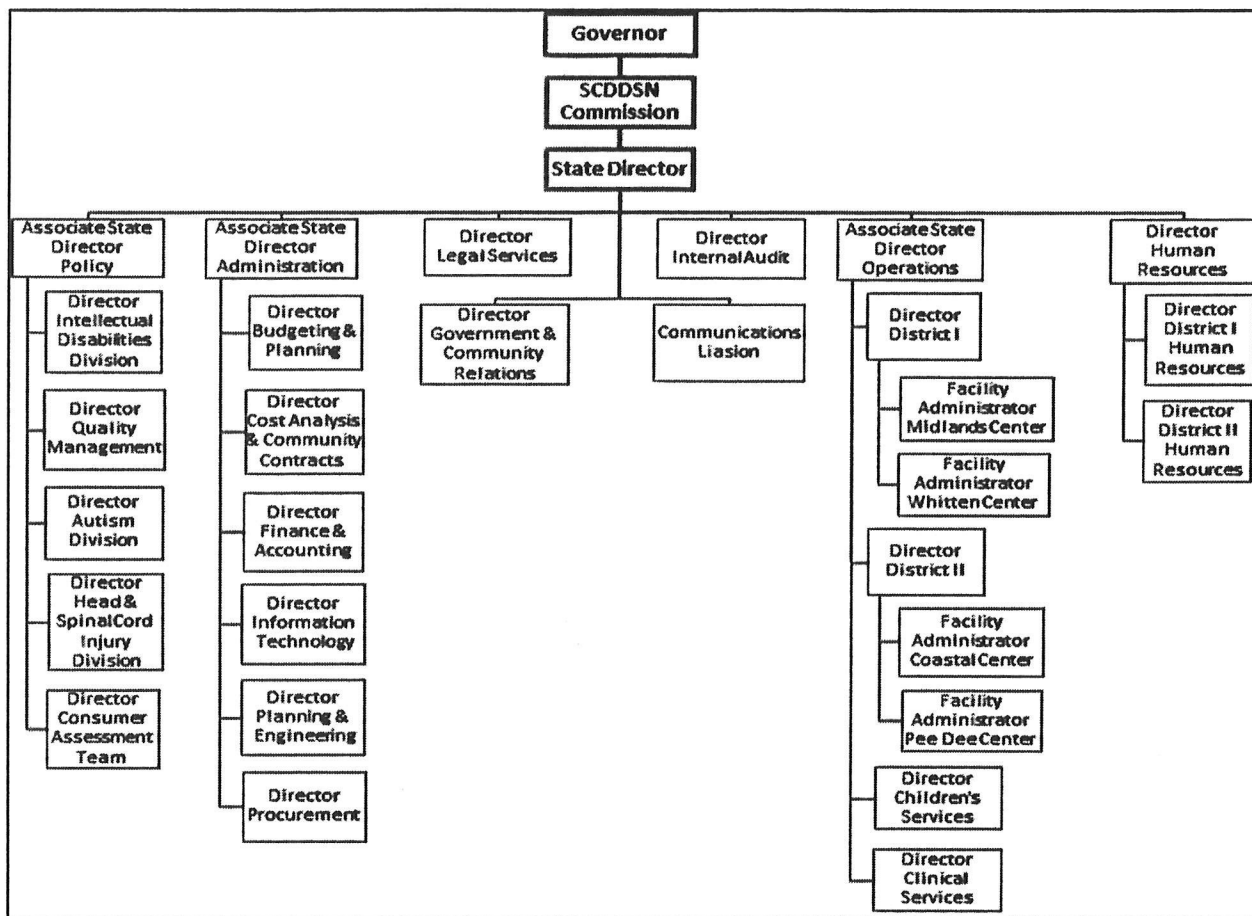 Governor
SCDDSN
Commission
State Director
Associate State
Director
Policy
Director
Intellectual
Disabilities
Division
Director
Quality
Management
Director
Autism
Division
Director
Head &
Spinal Cord
Injury
Division
Director
Consumer
Assessment
Team
Associate State
Director
Administration
Director
Budgeting &
Planning
Director
Cost Analysis
& Community
Contracts
Director
Finance &
Accounting
Director
Information
Technology
Director
Planning &
Engineering
Director
Procurement
Director
Legal Services
Director
Government &
Community
Relations
Director
Internal Audit
Communications
Liasion
Associate State
Director
Operations
Director
District I
Facility
Administrator
Midlands Center
Facility
Administrator
Whitten Center
Director
District II
Facility
Administrator
Coastal Center
Facility
Administrator
Pee Dee Center
Director
Children's
Services
Director
Clinical
Services
Director
Human
Resources
Director
District I
Human
Resources
Director
District II
Human
Resources